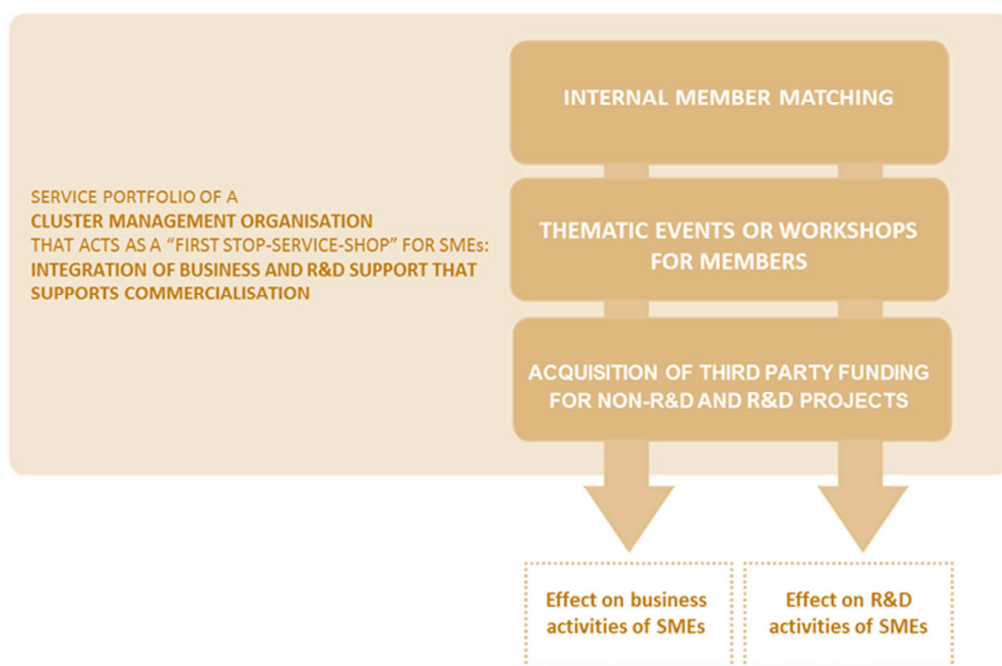 SERVICE PORTFOLIO OF A
CLUSTER MANAGEMENT ORGANISATION
THAT ACTS AS A “FIRST STOP-SERVICE-SHOP” FOR SMEs:
INTEGRATION OF BUSINESS AND R&D SUPPORT THAT
SUPPORTS COMMERCIALISATION
INTERNAL MEMBER MATCHING
THEMATIC EVENTS OR WORKSHOPS
FOR MEMBERS
ACQUISITION OF THIRD PARTY FUNDING
FOR NON-R&D AND R&D PROJECTS
Effect on business
activities of SMEs
Effect on R&D
activities of SMEs